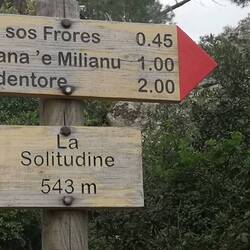 sos Frores 0.45
ana 'e Milianu 1.00
dentore 2.00
La
Solitudine
543 m